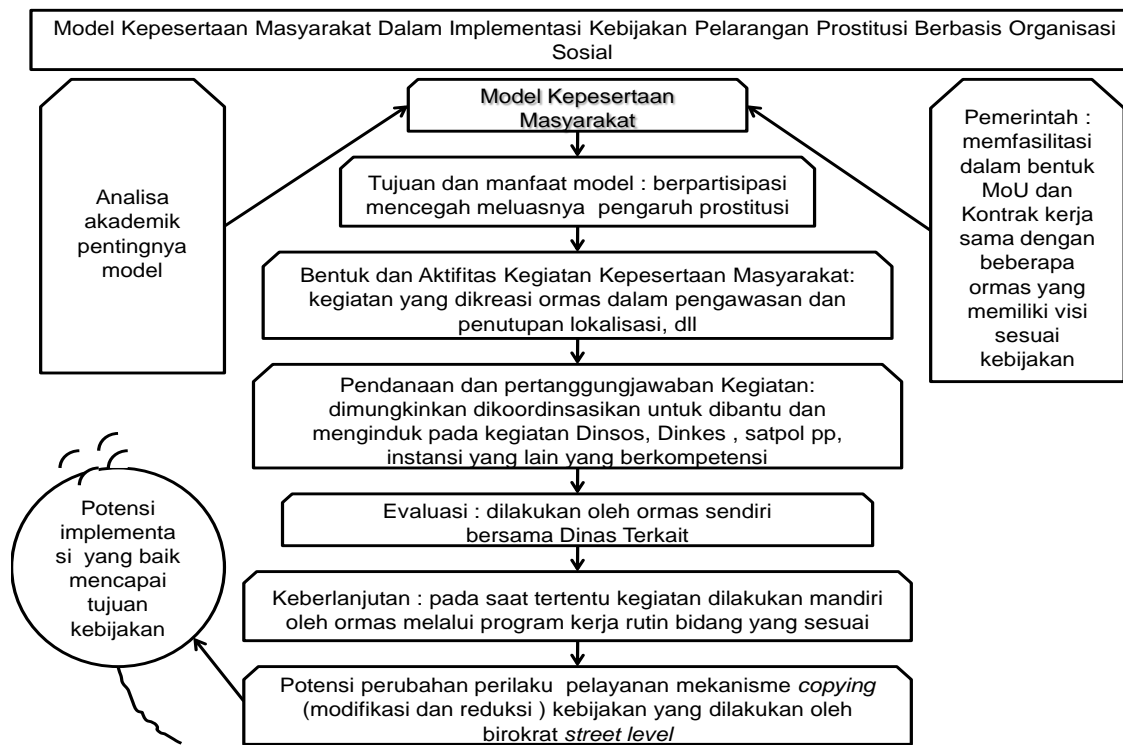 Model Kepesertaan Masyarakat Dalam Implementasi Kebijakan Pelarangan Prostitusi Berbasis Organisasi
Sosial
Model Kepesertaan
Masyarakat
Analisa
akademik
pentingnya
model
Pemerintah :
memfasilitasi
dalam bentuk
MoU dan
Kontrak kerja
sama dengan
beberapa
ormas yang
memiliki visi
sesuai
kebijakan
Tujuan dan manfaat model : berpartisipasi
mencegah meluasnya pengaruh prostitusi
Bentuk dan Aktifitas Kegiatan Kepesertaan Masyarakat:
kegiatan yang dikreasi ormas dalam pengawasan dan
penutupan lokalisasi, dll
Pendanaan dan pertanggungjawaban Kegiatan:
dimungkinkan dikoordinsasikan untuk dibantu dan
menginduk pada kegiatan Dinsos, Dinkes , satpol pp,
instansi yang lain yang berkompetensi
Evaluasi : dilakukan oleh ormas sendiri
bersama Dinas Terkait
Keberlanjutan : pada saat tertentu kegiatan dilakukan mandiri
oleh ormas melalui program kerja rutin bidang yang sesuai
Potensi perubahan perilaku pelayanan mekanisme copying
(modifikasi dan reduksi ) kebijakan yang dilakukan oleh
birokrat street level
Potensi
implementa
si yang baik
mencapai
tujuan
kebijakan